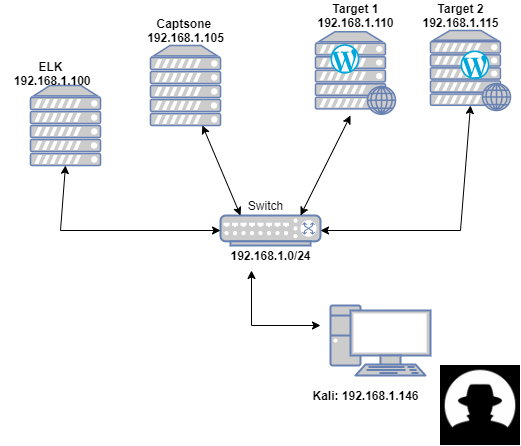 ELK
192.168.1.100
Captsone
192.168.1.105
Target 1
192.168.1.110
Target 2
192.168.1.115
Switch
192.168.1.0/24
Kali: 192.168.1.146